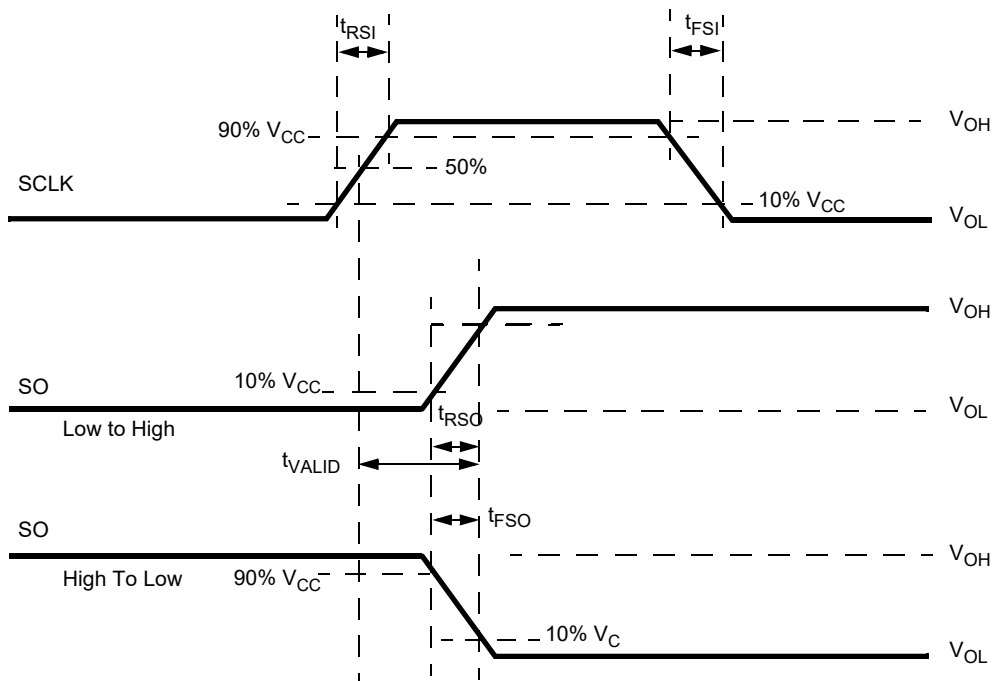 tRSI
tFSI
90% VCC
VOH
50%
SCLK
10% VCC
VOL
VOH
10% VCC
SO
tRSO
VOL
Low to High
tVALID
tFSO
SO
VOH
High To Low
90% VCC
10% VC
VOL